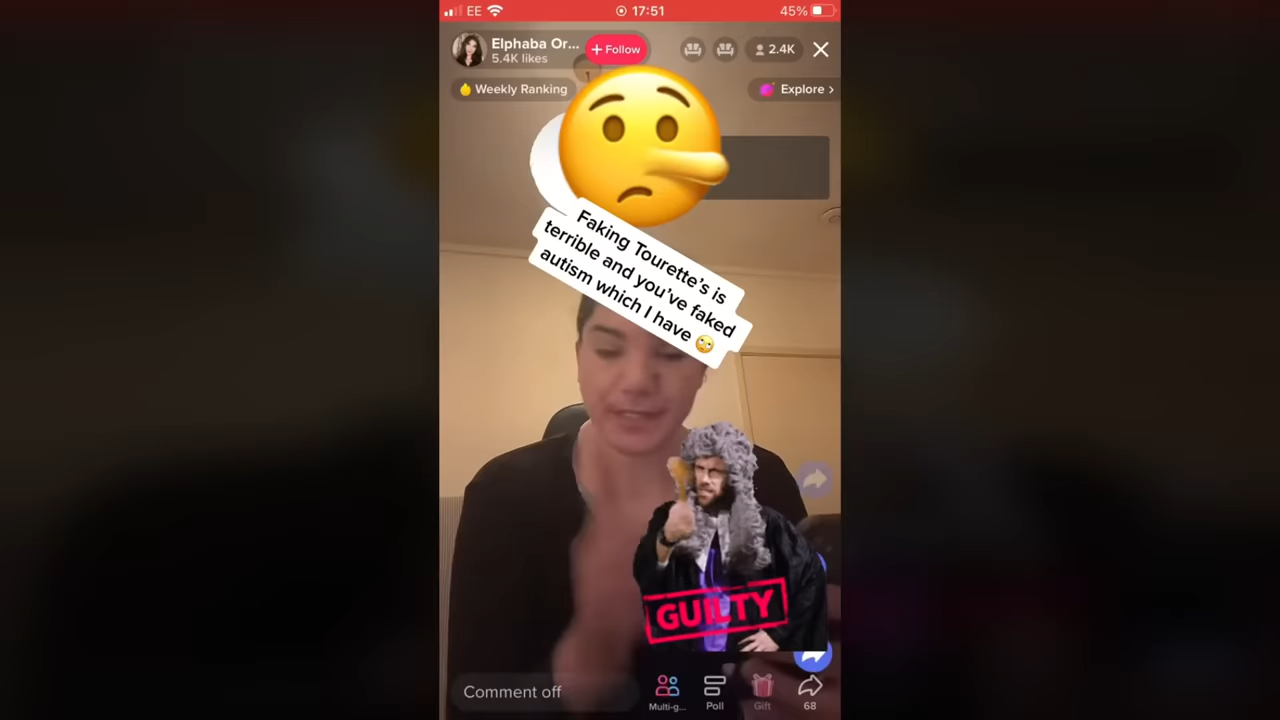 EE 17:51 45%
Elphaba Or... + Follow 2.4K
5.4K likes
Weekly Ranking Explore >
Faking Tourette's is
terrible and you've faked
autism which I have 🙄
GUILTY
Comment off
Multi-g... Poll Gift 68